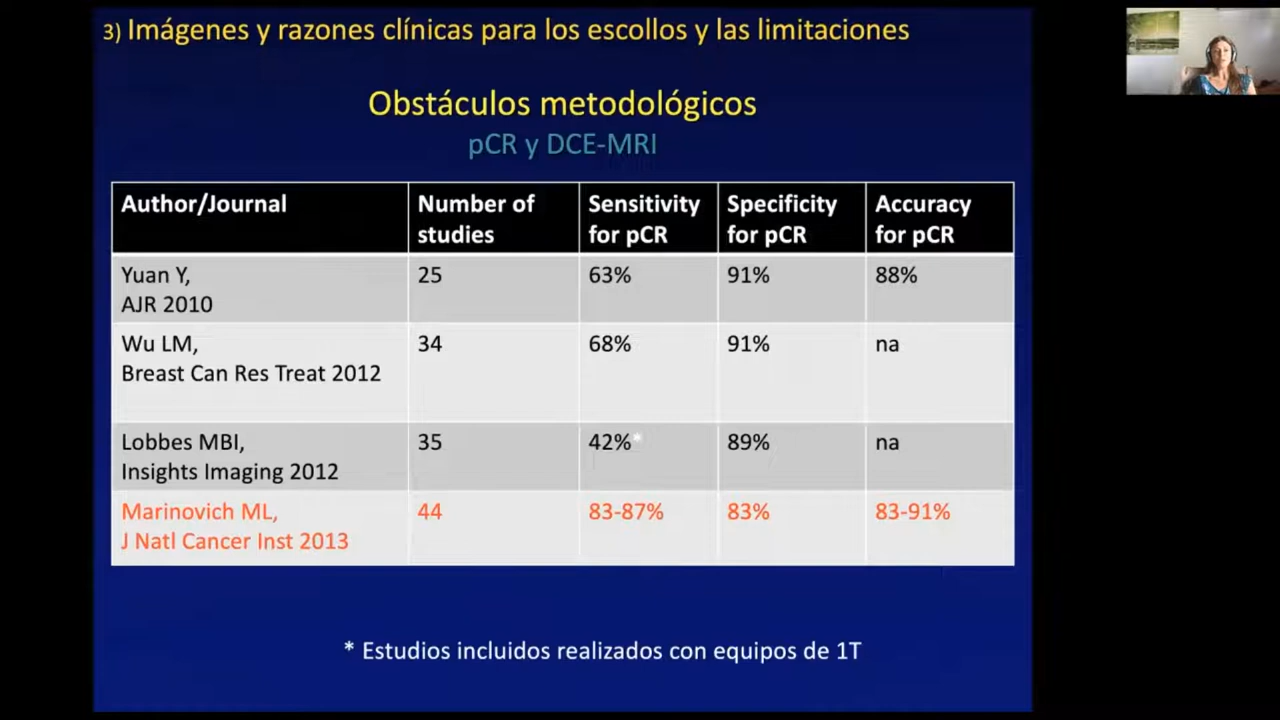 3) Imágenes y razones clínicas para los escollos y las limitaciones
Obstáculos metodológicos
pCR y DCE-MRI
Author/Journal Number of studies Sensitivity for pCR Specificity for pCR Accuracy for pCR
Yuan Y, AJR 2010 25 63% 91% 88%
Wu LM, Breast Can Res Treat 2012 34 68% 91% na
Lobbes MBI, Insights Imaging 2012 35 42%* 89% na
Marinovich ML, J Natl Cancer Inst 2013 44 83-87% 83% 83-91%
* Estudios incluidos realizados con equipos de 1T